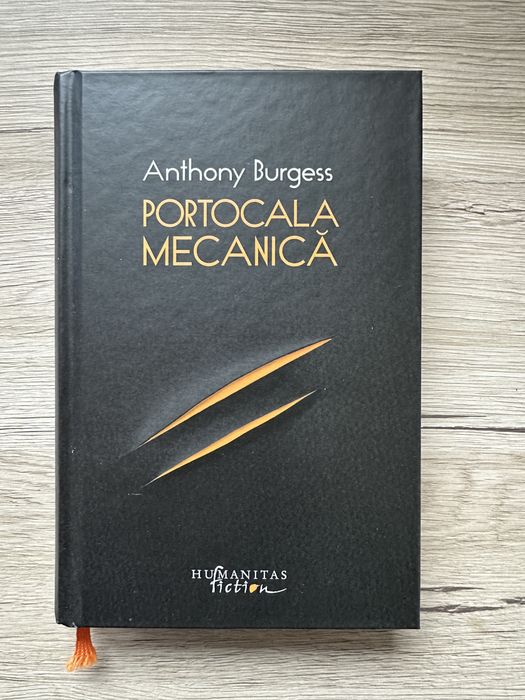 Anthony Burgess
PORTOCALA
MECANICĂ
HUMANITAS
fiction